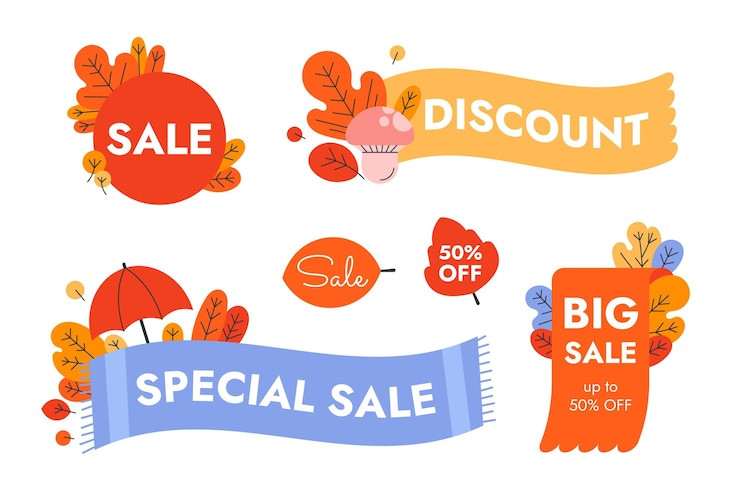 SALE
DISCOUNT
Sale
50%
OFF
SPECIAL SALE
BIG
SALE
up to
50% OFF